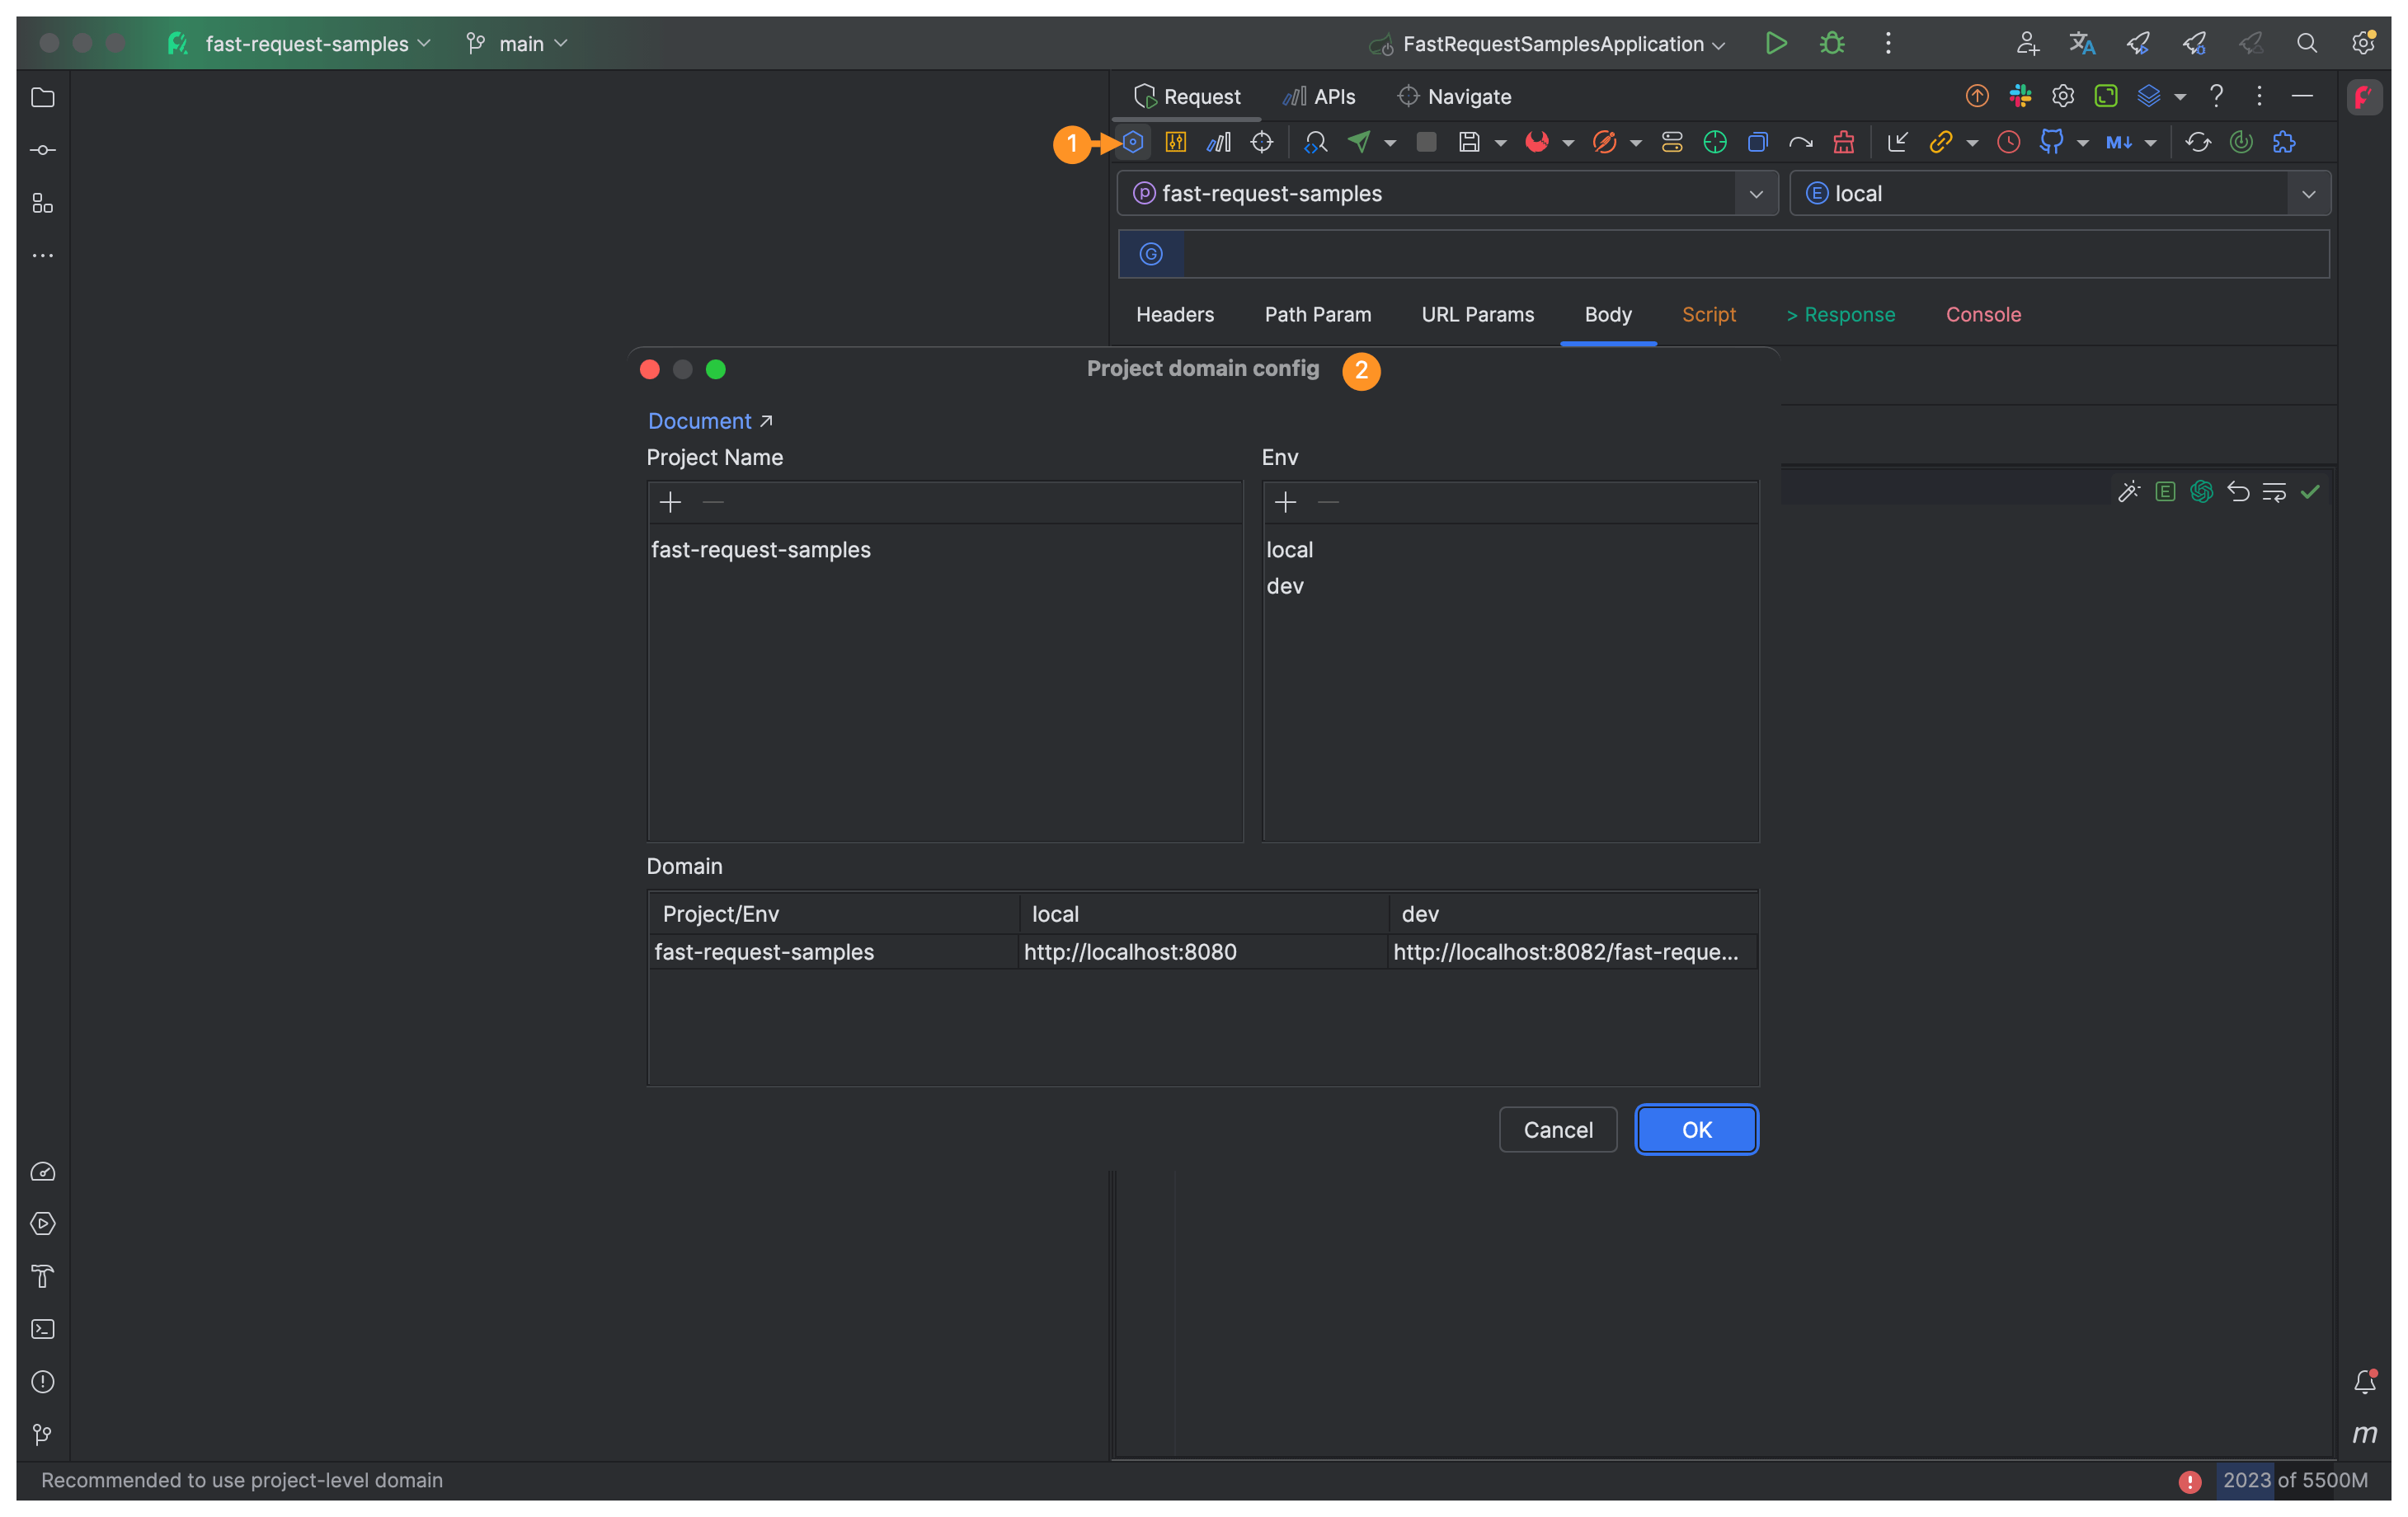 fast-request-samples
main
FastRequestSamplesApplication
Request
APIs
Navigate
1
M↓
P fast-request-samples
E local
G
Headers
Path Param
URL Params
Body
Script
> Response
Console
Project domain config 2
Document ↗
Project Name
Env
fast-request-samples
local
dev
E
Domain
Project/Env
local
dev
fast-request-samples
http://localhost:8080
http://localhost:8082/fast-reque...
Cancel
OK
m
Recommended to use project-level domain
2023 of 5500M